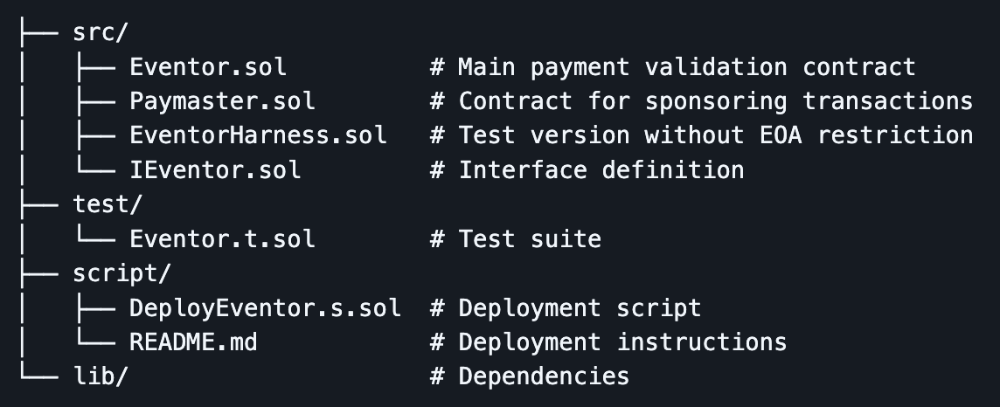 ├── src/
│   ├── Eventor.sol          # Main payment validation contract
│   ├── Paymaster.sol        # Contract for sponsoring transactions
│   ├── EventorHarness.sol   # Test version without EOA restriction
│   └── IEventor.sol         # Interface definition
├── test/
│   └── Eventor.t.sol        # Test suite
├── script/
│   ├── DeployEventor.s.sol  # Deployment script
│   └── README.md            # Deployment instructions
└── lib/                     # Dependencies